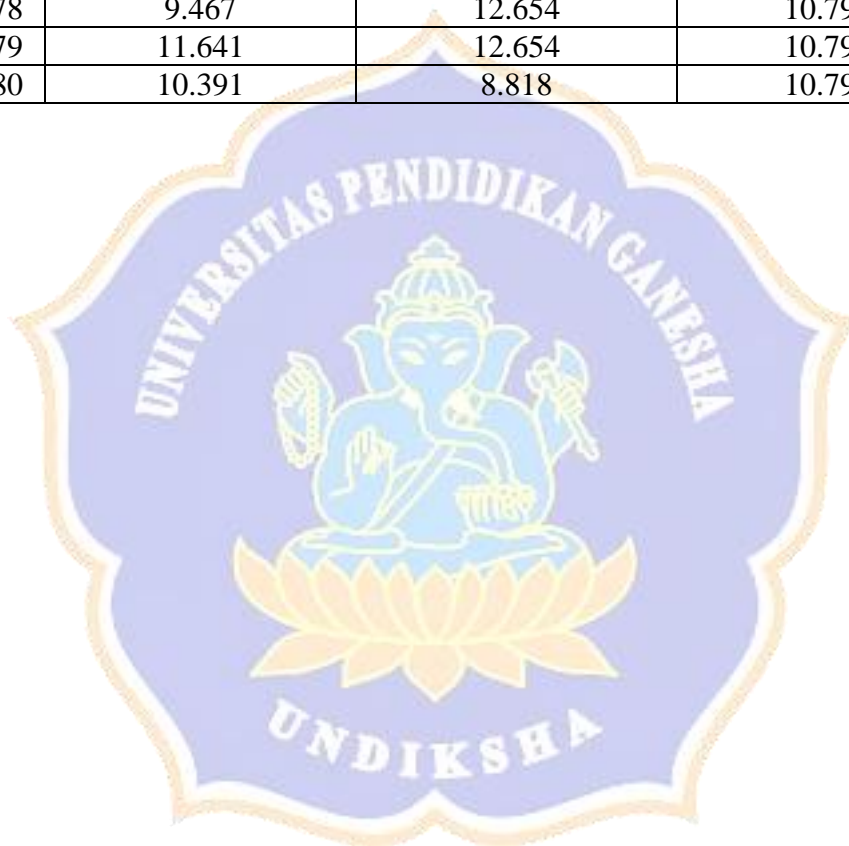 78 9.467 12.654 10.79
79 11.641 12.654 10.79
80 10.391 8.818 10.79
UNIVERSITAS PENDIDIKAN GANESHA
UNDIKSHA